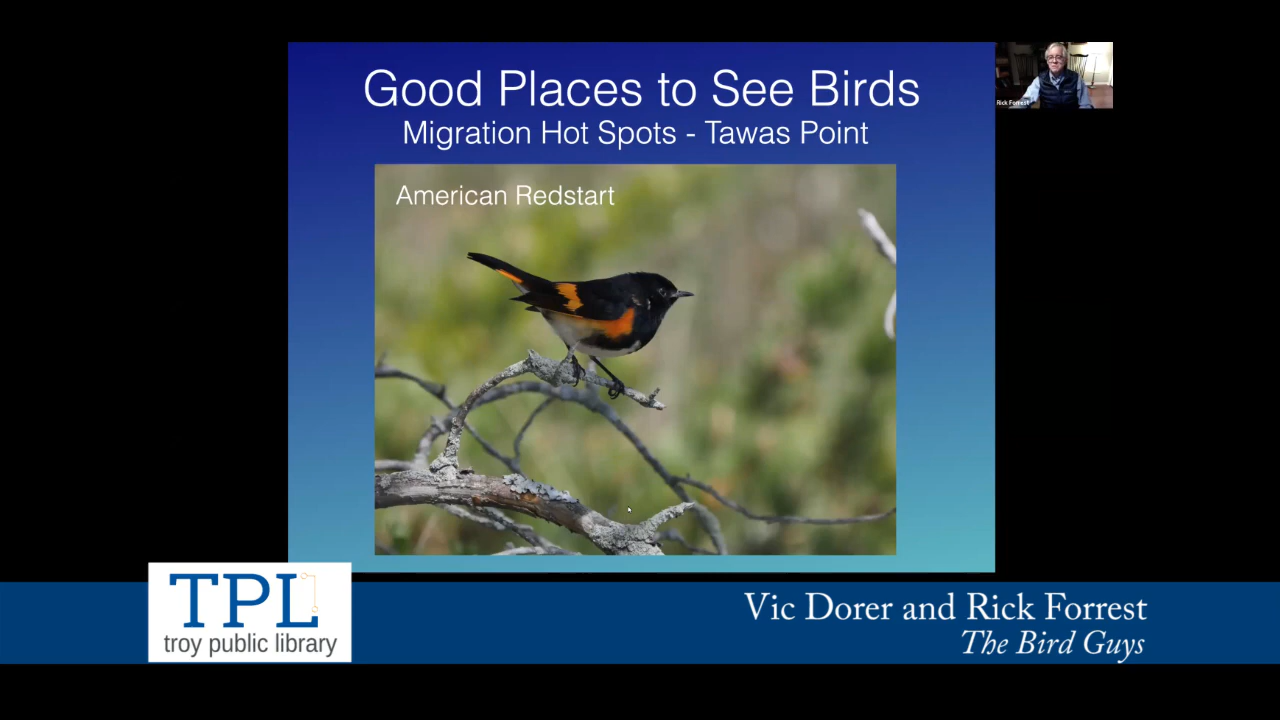 Good Places to See Birds
Migration Hot Spots - Tawas Point
American Redstart
Rick Forrest
TPL
troy public library
Vic Dorer and Rick Forrest
The Bird Guys